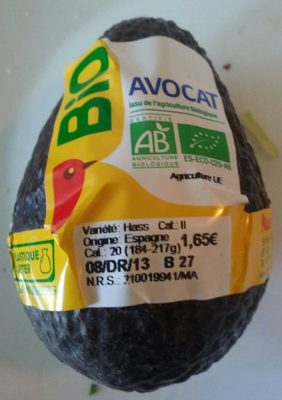 BiO
AVOCAT
issu de l'agriculture biologique
CERTIFIÉ
AB
AGRICULTURE
BIOLOGIQUE
ES-ECO-029-AN
Agriculture UE
Variété: Hass Cat.: II
Origine: Espagne 1,65€
Cal.: 20 (184-217g)
08/DR/13 B 27
N.R.S.: 210019941/MA